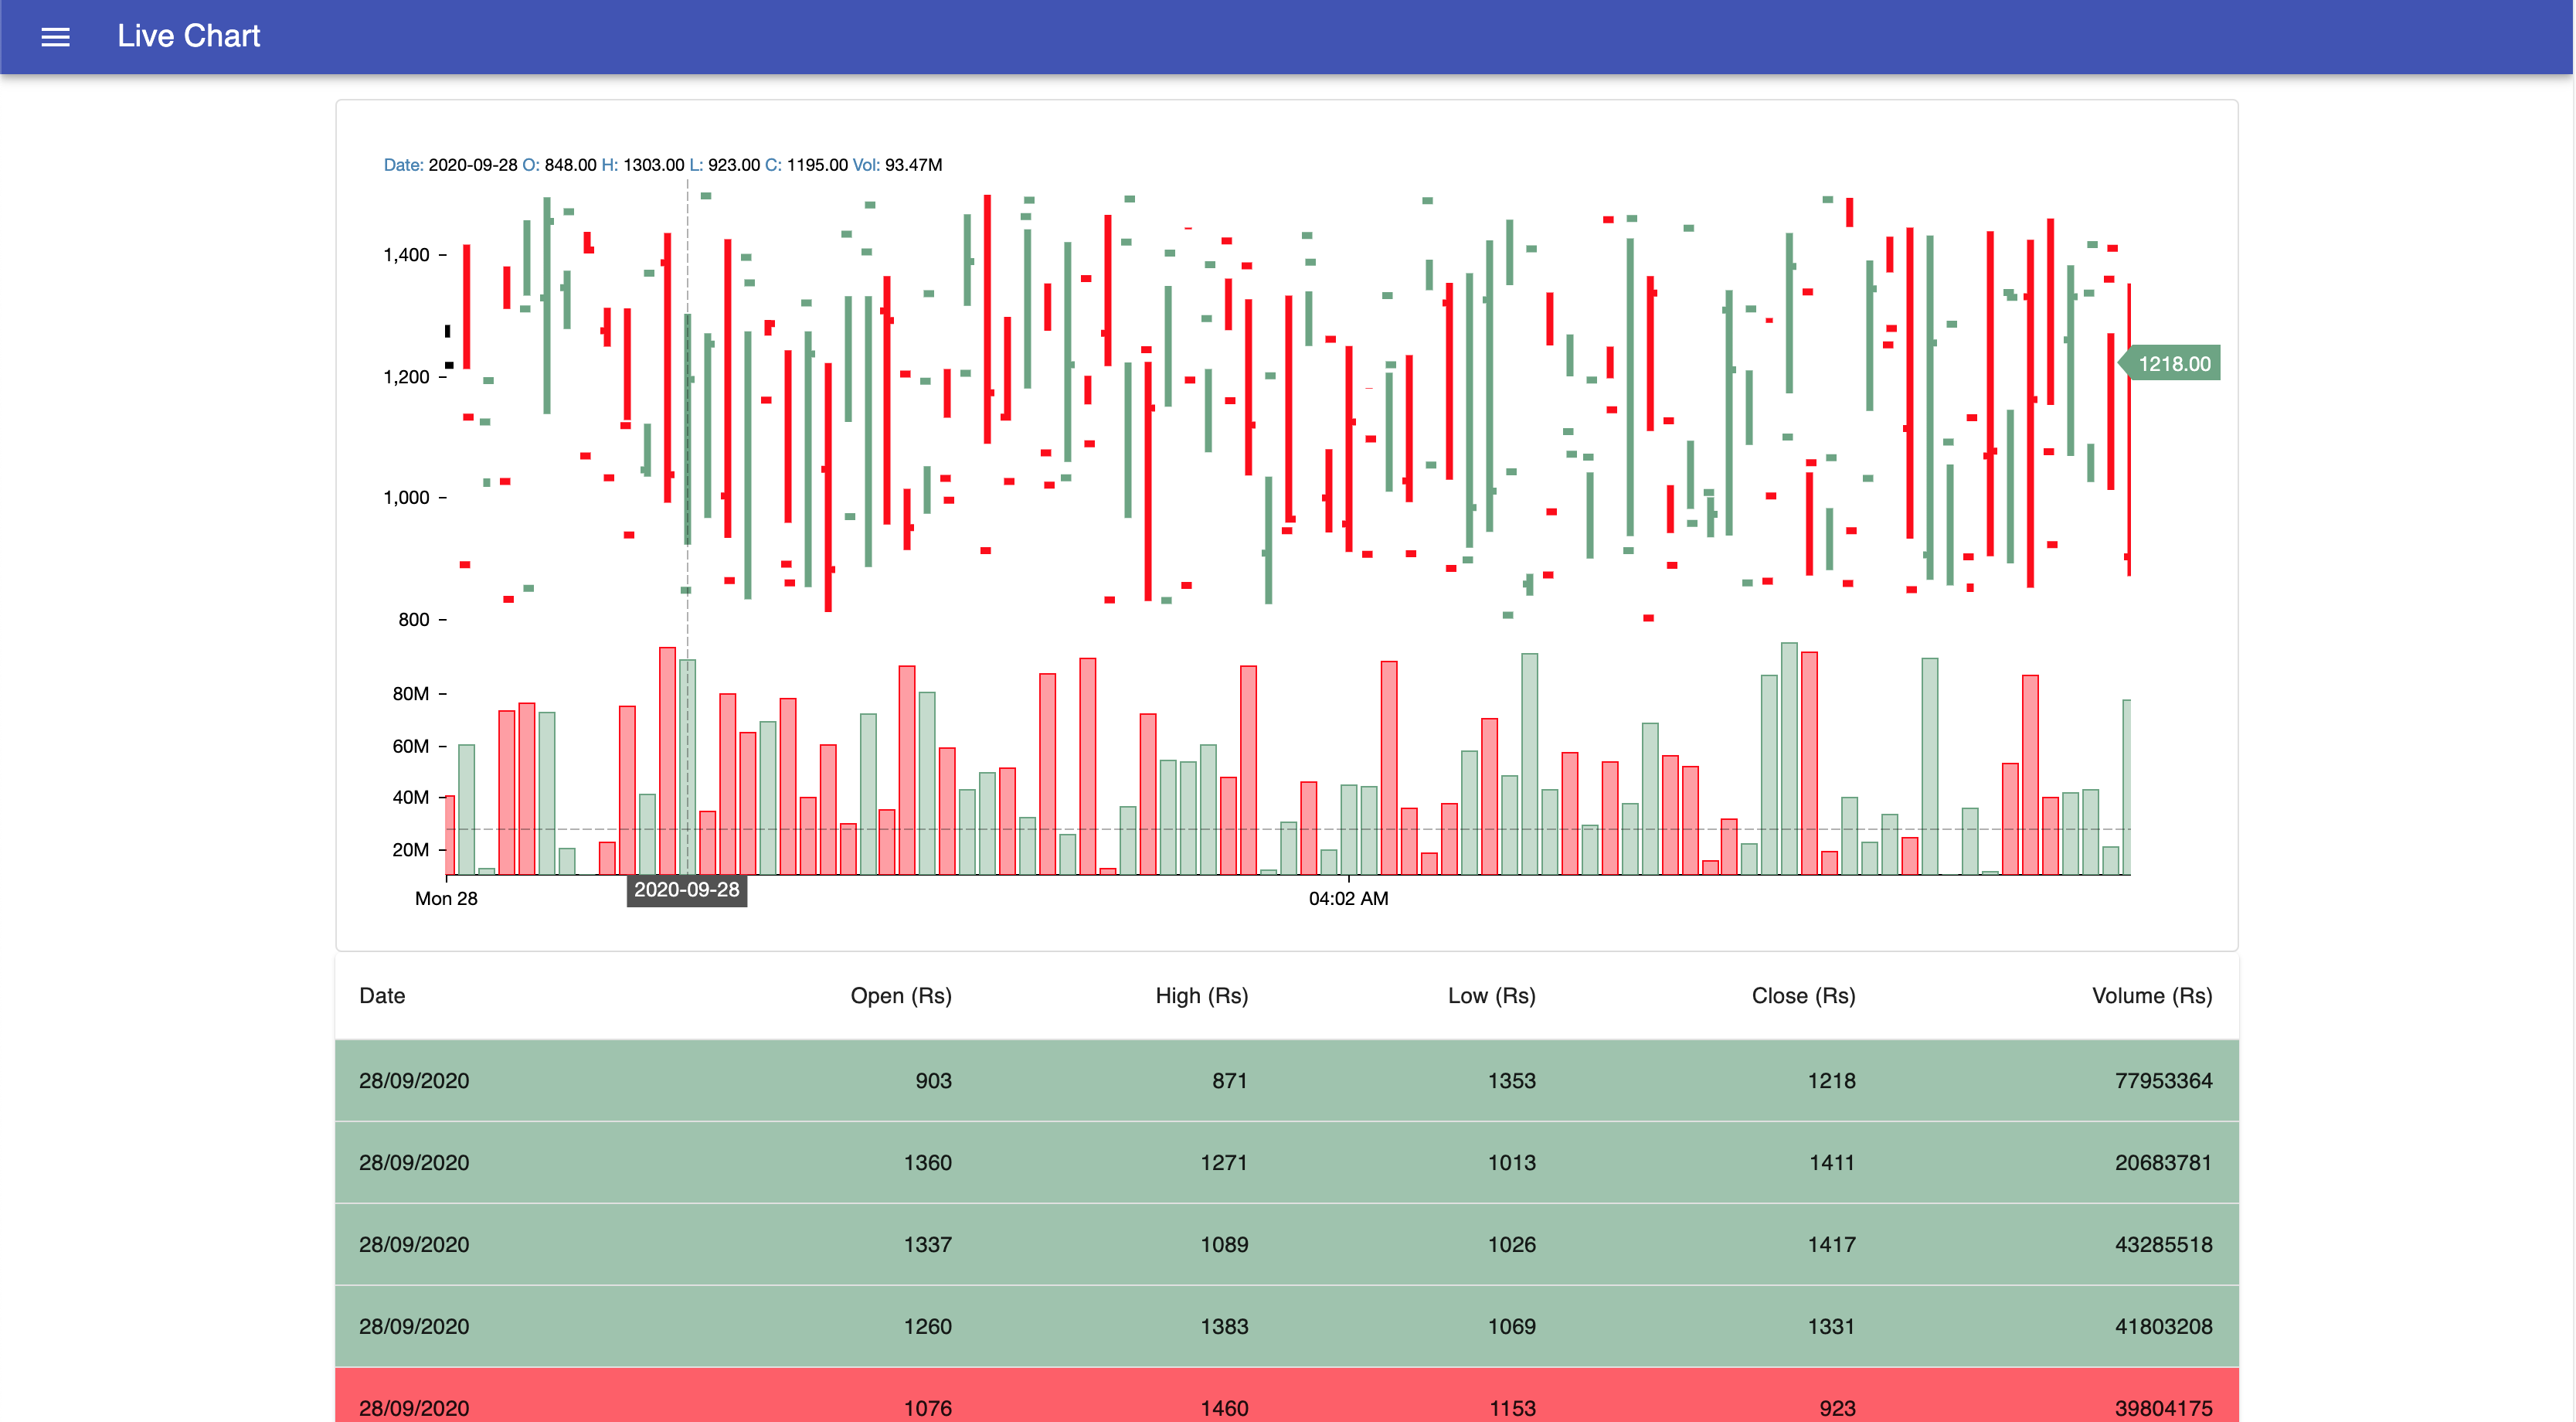 Live Chart
Date: 2020-09-28 O: 848.00 H: 1303.00 L: 923.00 C: 1195.00 Vol: 93.47M
1,400
1,200
1218.00
1,000
800
80M
60M
40M
20M
2020-09-28
Mon 28
04:02 AM
Date Open (Rs) High (Rs) Low (Rs) Close (Rs) Volume (Rs)
28/09/2020 903 871 1353 1218 77953364
28/09/2020 1360 1271 1013 1411 20683781
28/09/2020 1337 1089 1026 1417 43285518
28/09/2020 1260 1383 1069 1331 41803208
28/09/2020 1076 1460 1153 923 39804175